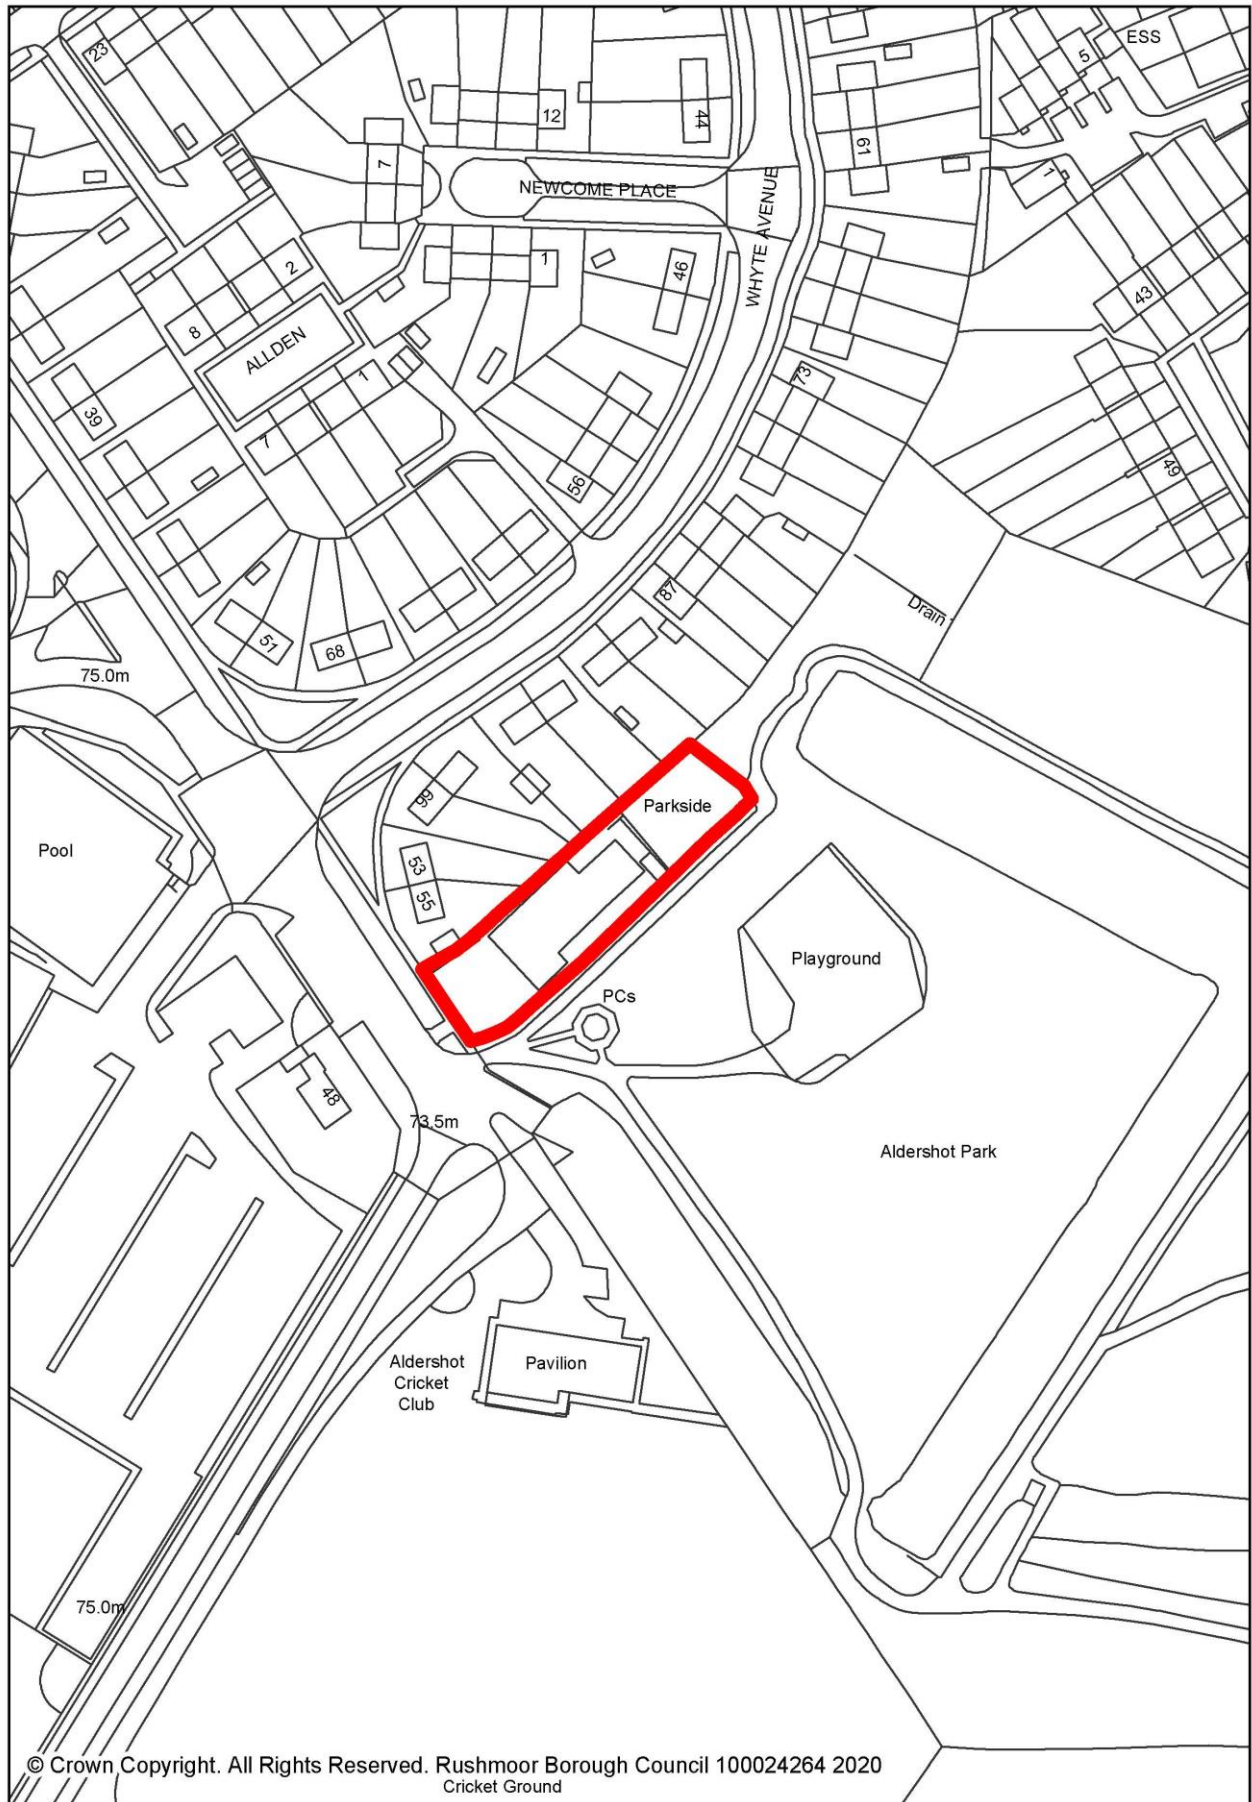 23
ESS
5
12
44
61
7
NEWCOME PLACE
1
WHYTE AVENUE
2
1
46
43
8
ALLDEN
1
73
39
7
49
56
87
Drain
51
68
75.0m
Parkside
Pool
53
55
Playground
PCs
48
73.5m
Aldershot Park
Aldershot
Cricket
Club
Pavilion
75.0m
© Crown Copyright. All Rights Reserved. Rushmoor Borough Council 100024264 2020
Cricket Ground